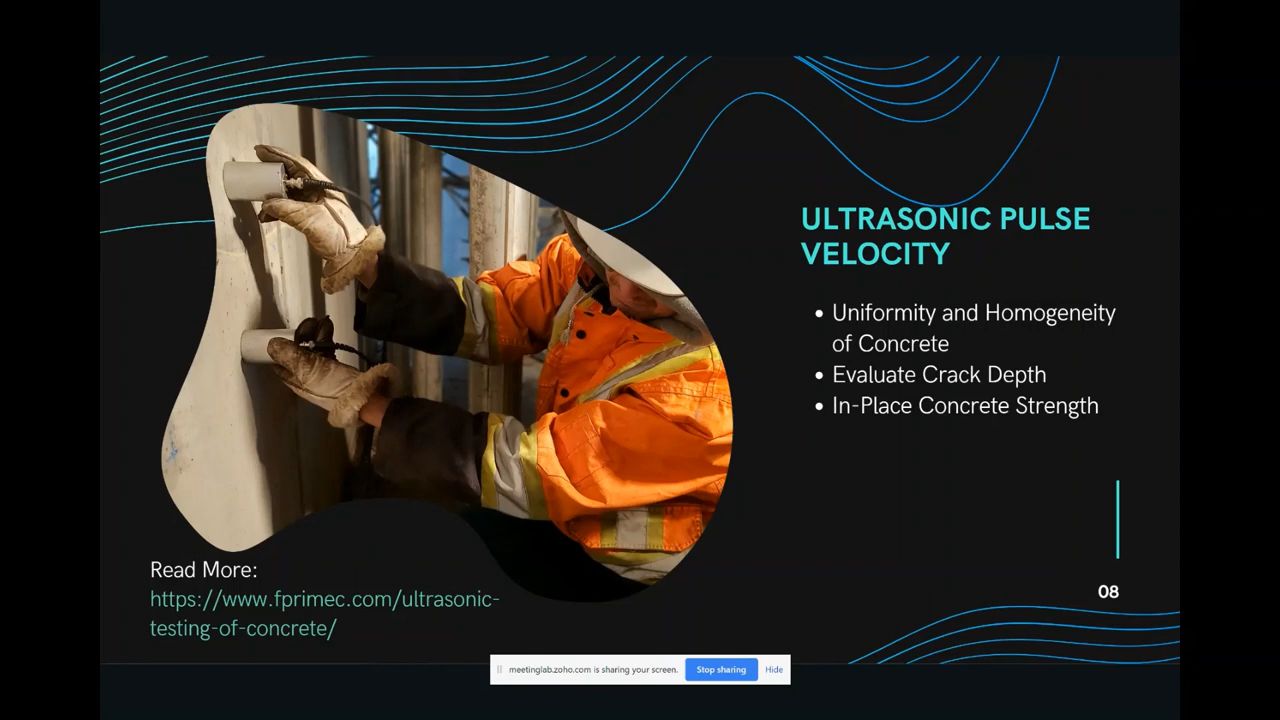 ULTRASONIC PULSE
VELOCITY
• Uniformity and Homogeneity
of Concrete
• Evaluate Crack Depth
• In-Place Concrete Strength
Read More:
https://www.fprimec.com/ultrasonic-
testing-of-concrete/
08
meetinglab.zoho.com is sharing your screen. Stop sharing Hide